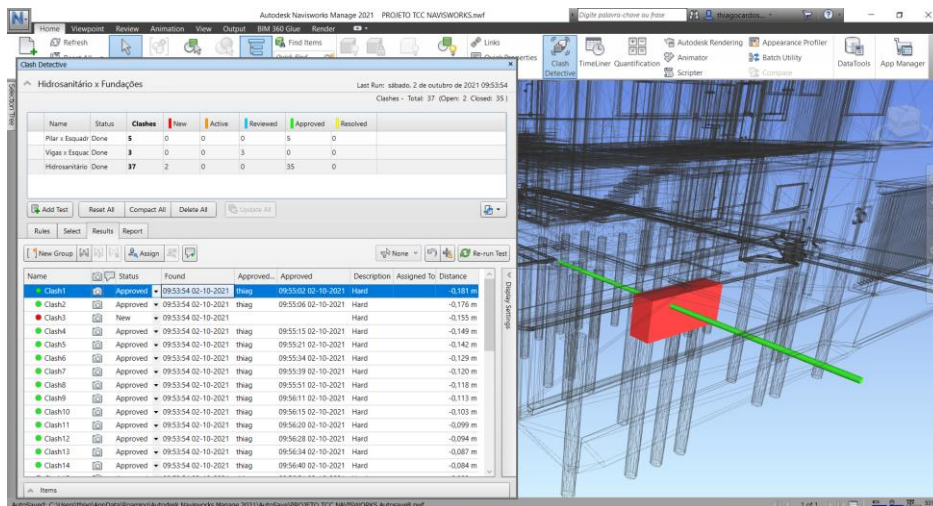 Autodesk Navisworks Manage 2021 PROJETO TCC NAVISWORKS.nwf
Digite palavra-chave ou frase
thiagocardos...
Home Viewpoint Review Animation View Output BIM 360 Glue Render
Refresh
Find Items
Links
Autodesk Rendering
Appearance Profiler
Animator
Batch Utility
Scripter
Compare
Clash Detective
TimeLiner
Quantification
DataTools
App Manager
Clash Detective
Selection Tree
Hidrosanitário x Fundações
Last Run: sábado, 2 de outubro de 2021 09:53:54
Clashes - Total: 37 (Open: 2 Closed: 35)
Name Status Clashes New Active Reviewed Approved Resolved
Pilar x Esquadr Done 5 0 0 0 5 0
Vigas x Esquac Done 3 0 0 3 0 0
Hidrosanitário Done 37 2 0 0 35 0
Add Test Reset All Compact All Delete All Update All
Rules Select Results Report
New Group Assign None Re-run Test
Name Status Found Approved... Approved Description Assigned To Distance
Clash1 Approved 09:53:54 02-10-2021 thiag 09:55:02 02-10-2021 Hard -0,181 m
Clash2 Approved 09:53:54 02-10-2021 thiag 09:55:06 02-10-2021 Hard -0,176 m
Clash3 New 09:53:54 02-10-2021 Hard -0,155 m
Clash4 Approved 09:53:54 02-10-2021 thiag 09:55:15 02-10-2021 Hard -0,149 m
Clash5 Approved 09:53:54 02-10-2021 thiag 09:55:21 02-10-2021 Hard -0,142 m
Clash6 Approved 09:53:54 02-10-2021 thiag 09:55:34 02-10-2021 Hard -0,129 m
Clash7 Approved 09:53:54 02-10-2021 thiag 09:55:39 02-10-2021 Hard -0,120 m
Clash8 Approved 09:53:54 02-10-2021 thiag 09:55:51 02-10-2021 Hard -0,118 m
Clash9 Approved 09:53:54 02-10-2021 thiag 09:56:11 02-10-2021 Hard -0,113 m
Clash10 Approved 09:53:54 02-10-2021 thiag 09:56:15 02-10-2021 Hard -0,103 m
Clash11 Approved 09:53:54 02-10-2021 thiag 09:56:20 02-10-2021 Hard -0,099 m
Clash12 Approved 09:53:54 02-10-2021 thiag 09:56:28 02-10-2021 Hard -0,094 m
Clash13 Approved 09:53:54 02-10-2021 thiag 09:56:34 02-10-2021 Hard -0,087 m
Clash14 Approved 09:53:54 02-10-2021 thiag 09:56:40 02-10-2021 Hard -0,084 m
Display Settings
Items
1 of 1